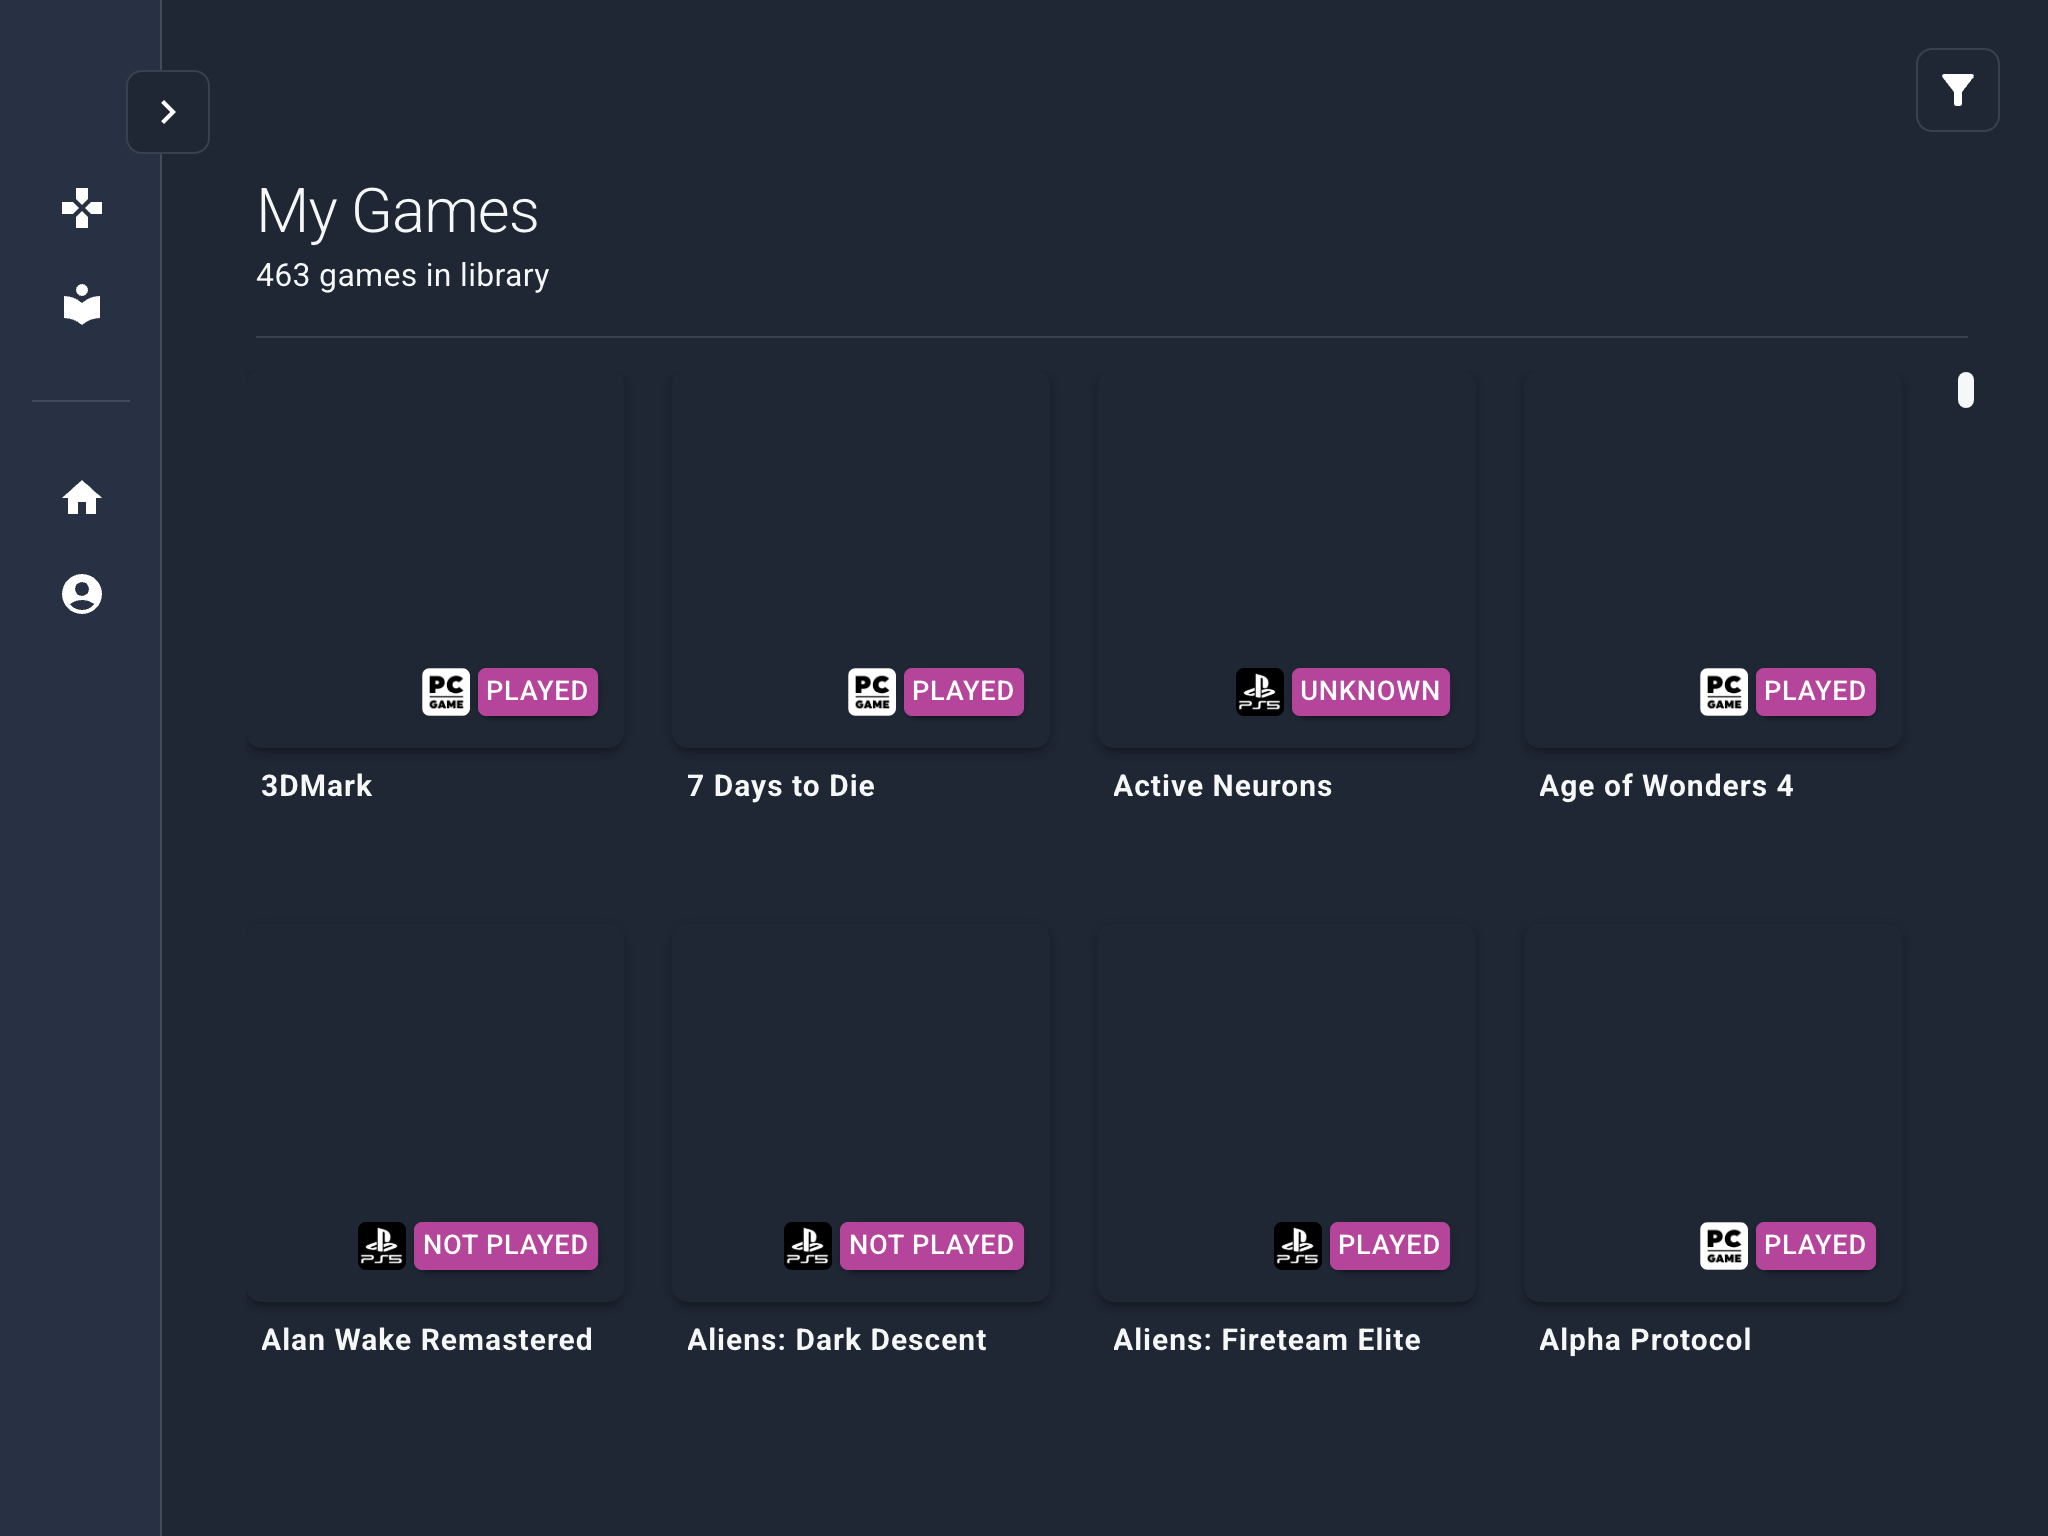 My Games
463 games in library
PC GAME PLAYED
PC GAME PLAYED
PS5 UNKNOWN
PC GAME PLAYED
3DMark
7 Days to Die
Active Neurons
Age of Wonders 4
PS5 NOT PLAYED
PS5 NOT PLAYED
PS5 PLAYED
PC GAME PLAYED
Alan Wake Remastered
Aliens: Dark Descent
Aliens: Fireteam Elite
Alpha Protocol